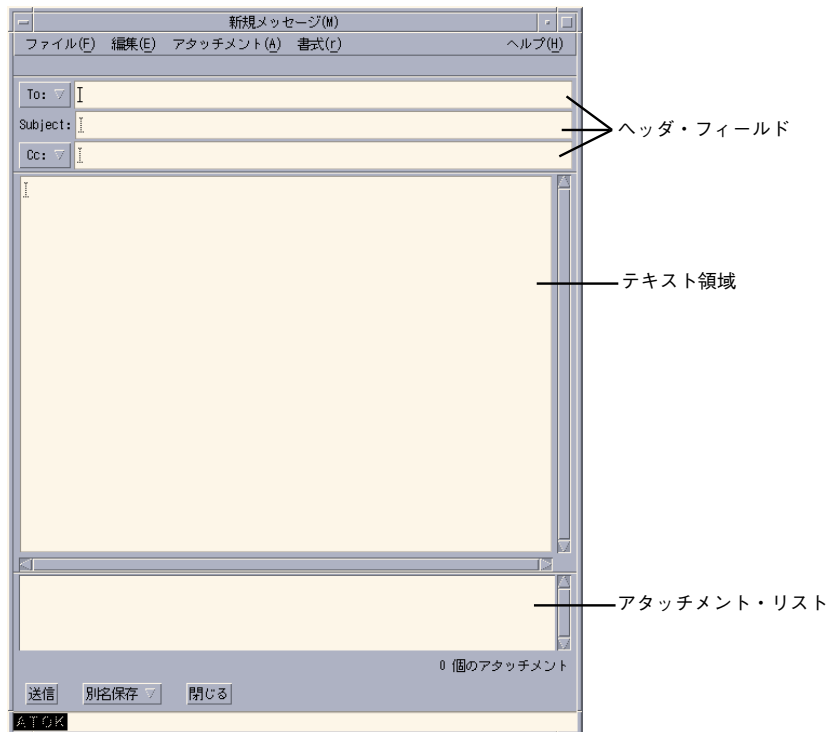 新規メッセージ(M)
ファイル(F) 編集(E) アタッチメント(A) 書式(r) ヘルプ(H)
To:
Subject:
Cc:
ヘッダ・フィールド
テキスト領域
アタッチメント・リスト
0 個のアタッチメント
送信 別名保存 閉じる
ATOK